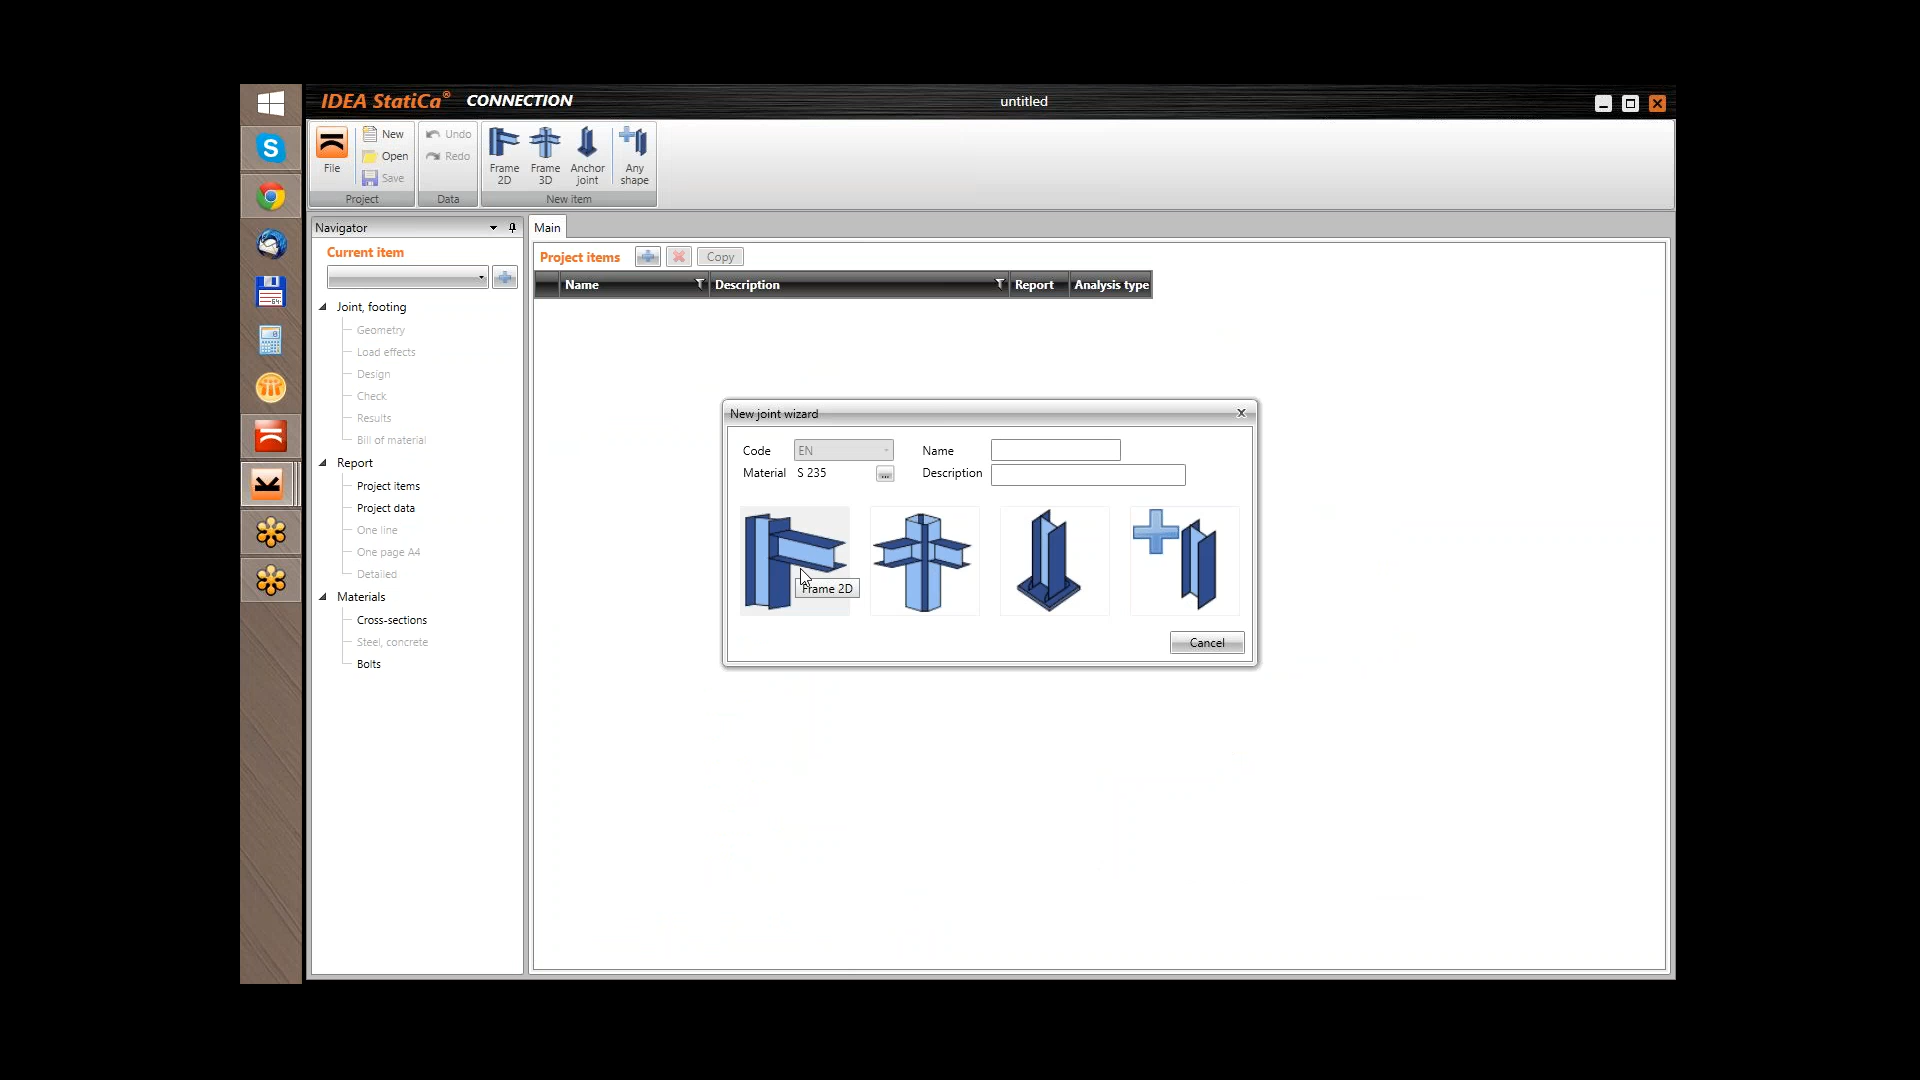 IDEA StatiCa® CONNECTION
untitled
File
New
Open
Save
Project
Undo
Redo
Data
Frame 2D
Frame 3D
Anchor joint
Any shape
New item
Navigator
Current item
Joint, footing
Geometry
Load effects
Design
Check
Results
Bill of material
Report
Project items
Project data
One line
One page A4
Detailed
Materials
Cross-sections
Steel, concrete
Bolts
Main
Project items
Copy
Name
Description
Report
Analysis type
New joint wizard
Code EN
Name
Material S 235
...
Description
Frame 2D
Cancel